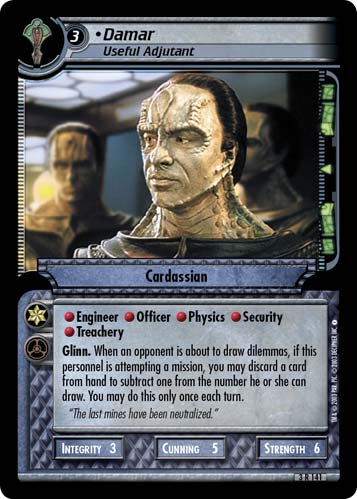 3
•Damar
Useful Adjutant
Cardassian
Engineer Officer Physics Security
Treachery
Glinn. When an opponent is about to draw dilemmas, if this
personnel is attempting a mission, you may discard a card
from hand to subtract one from the number he or she can
draw. You may do this only once each turn.
"The last mines have been neutralized."
INTEGRITY 3 CUNNING 5 STRENGTH 6
3 R 141